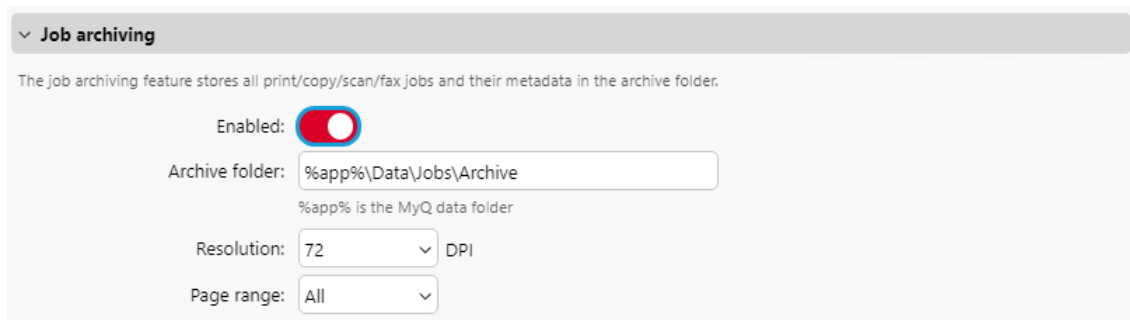 Job archiving
The job archiving feature stores all print/copy/scan/fax jobs and their metadata in the archive folder.
Enabled:
Archive folder: %app%\Data\Jobs\Archive
%app% is the MyQ data folder
Resolution: 72 DPI
Page range: All